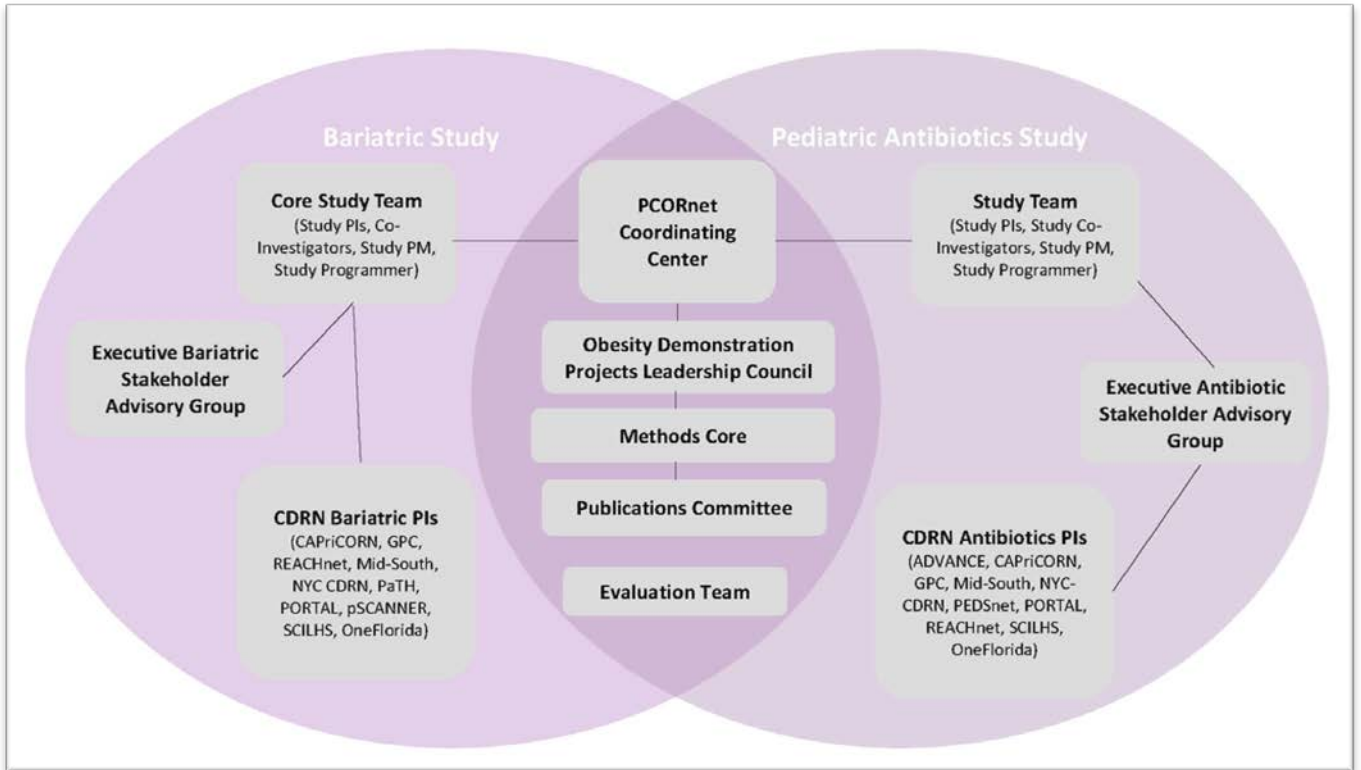 Bariatric Study
Pediatric Antibiotics Study
Core Study Team
(Study PIs, Co-
Investigators, Study PM,
Study Programmer)
Executive Bariatric
Stakeholder
Advisory Group
CDRN Bariatric PIs
(CAPriCORN, GPC,
REACHnet, Mid-South,
NYC CDRN, PaTH,
PORTAL, pSCANNER,
SCILHS, OneFlorida)
PCORnet
Coordinating
Center
Obesity Demonstration
Projects Leadership Council
Methods Core
Publications Committee
Evaluation Team
Study Team
(Study PIs, Study Co-
Investigators, Study PM,
Study Programmer)
Executive Antibiotic
Stakeholder Advisory
Group
CDRN Antibiotics PIs
(ADVANCE, CAPriCORN,
GPC, Mid-South, NYC-
CDRN, PEDSnet, PORTAL,
REACHnet, SCILHS,
OneFlorida)